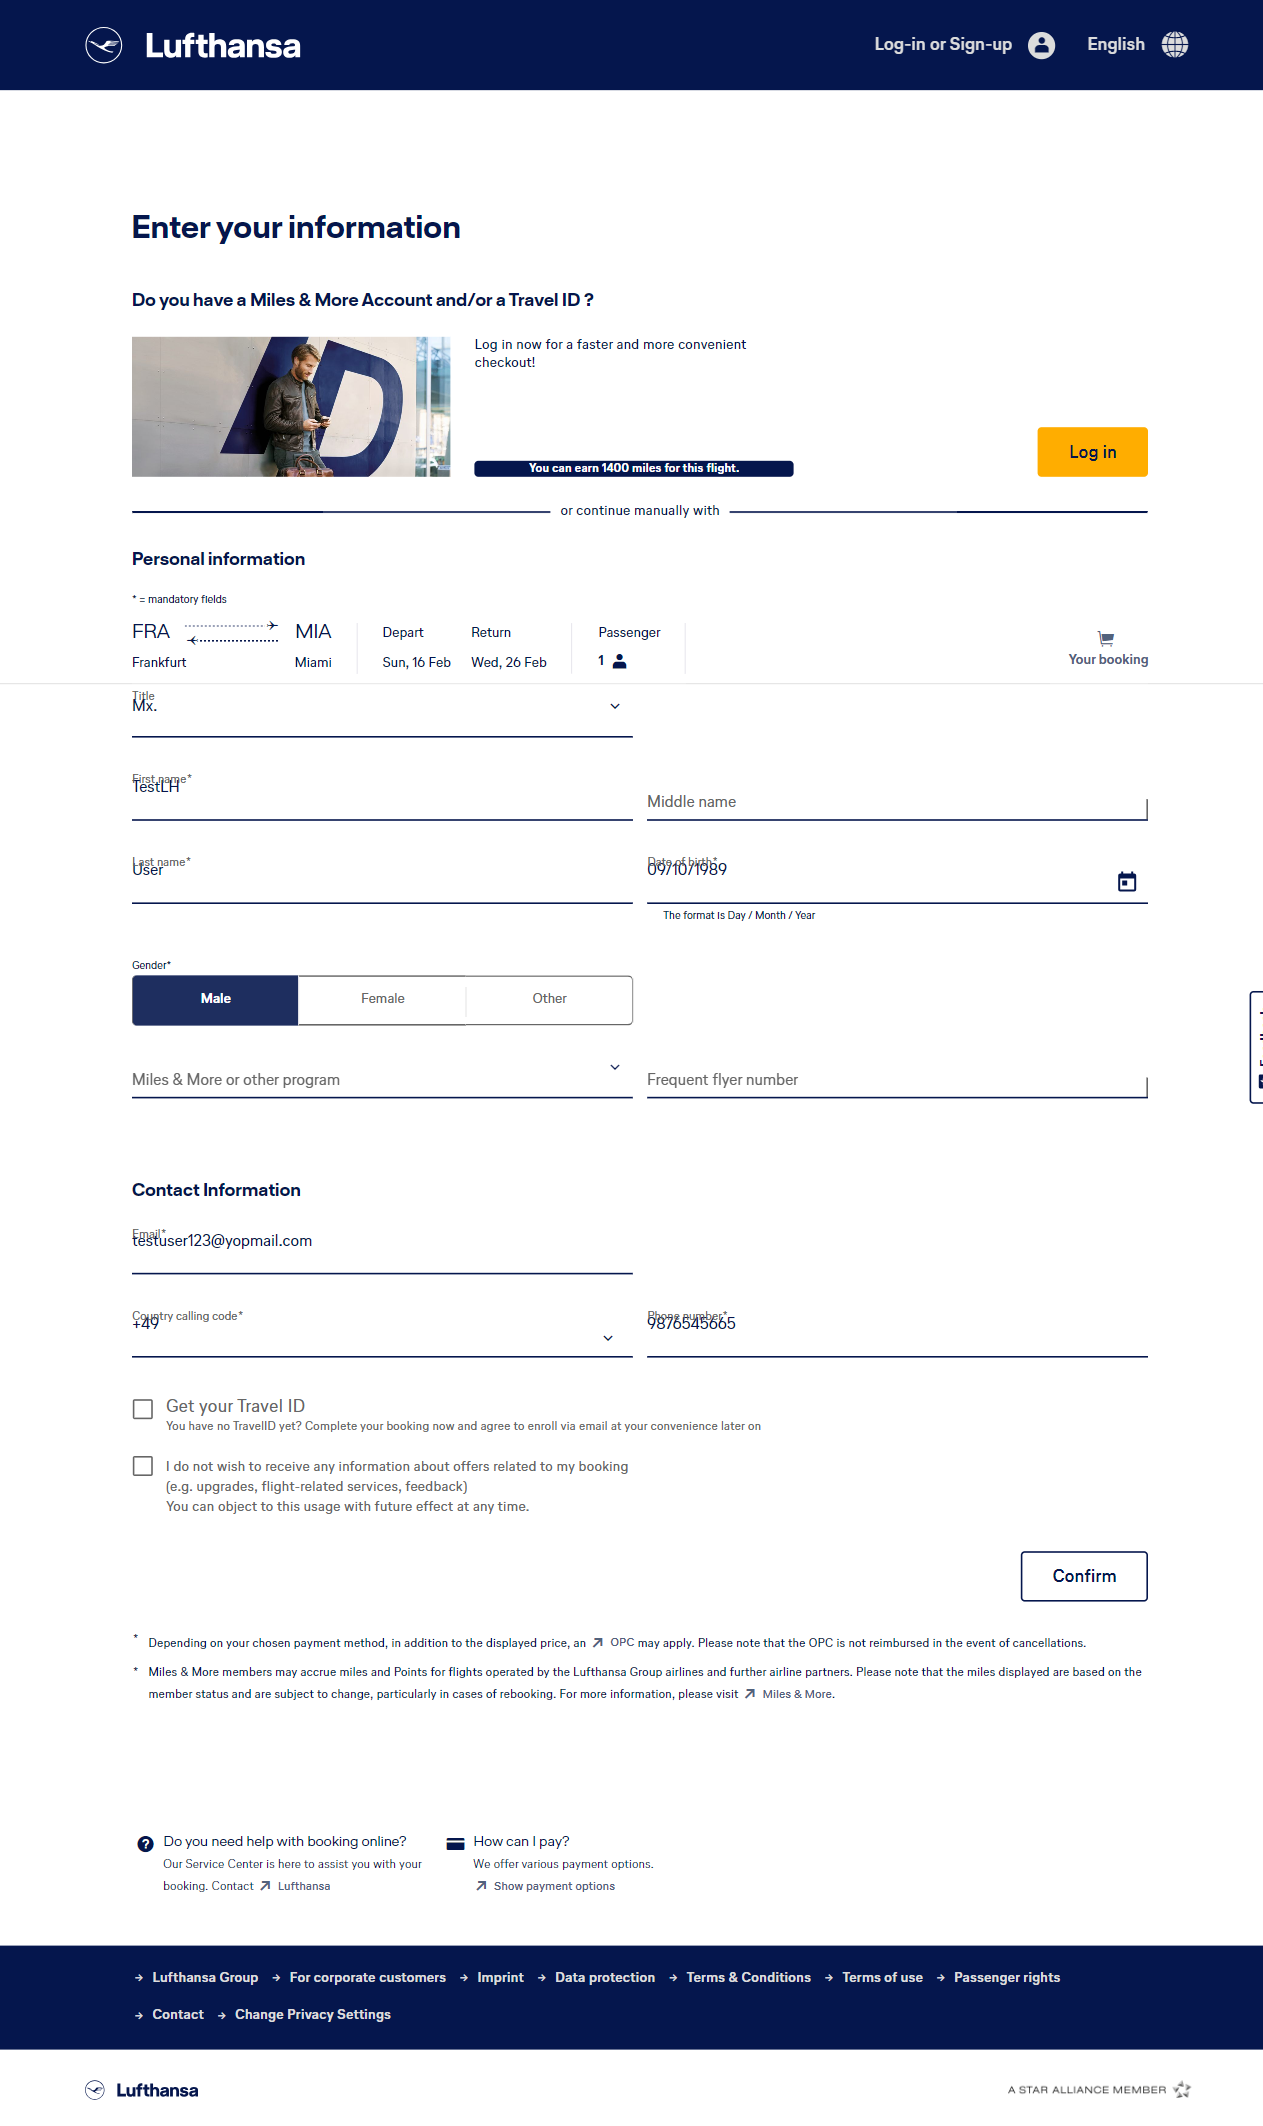 Lufthansa
Log-in or Sign-up
English
Enter your information
Do you have a Miles & More Account and/or a Travel ID ?
Log in now for a faster and more convenient
checkout!
You can earn 1400 miles for this flight.
Log in
or continue manually with
Personal information
* = mandatory fields
FRA MIA Depart Return Passenger
Frankfurt Miami Sun, 16 Feb Wed, 26 Feb 1 Your booking
Title
Mx.
First name*
TestLH
Middle name
Last name* Date of birth*
User 09/10/1989
The format is Day / Month / Year
Gender*
Male Female Other
Miles & More or other program Frequent flyer number
Contact Information
Email*
testuser123@yopmail.com
Country calling code* Phone number*
+49 9876545665
Get your Travel ID
You have no TravelID yet? Complete your booking now and agree to enroll via email at your convenience later on
I do not wish to receive any information about offers related to my booking
(e.g. upgrades, flight-related services, feedback)
You can object to this usage with future effect at any time.
Confirm
* Depending on your chosen payment method, in addition to the displayed price, an OPC may apply. Please note that the OPC is not reimbursed in the event of cancellations.
* Miles & More members may accrue miles and Points for flights operated by the Lufthansa Group airlines and further airline partners. Please note that the miles displayed are based on the
member status and are subject to change, particularly in cases of rebooking. For more information, please visit Miles & More.
Do you need help with booking online? How can I pay?
Our Service Center is here to assist you with your We offer various payment options.
booking. Contact Lufthansa Show payment options
Lufthansa Group For corporate customers Imprint Data protection Terms & Conditions Terms of use Passenger rights
Contact Change Privacy Settings
Lufthansa
A STAR ALLIANCE MEMBER